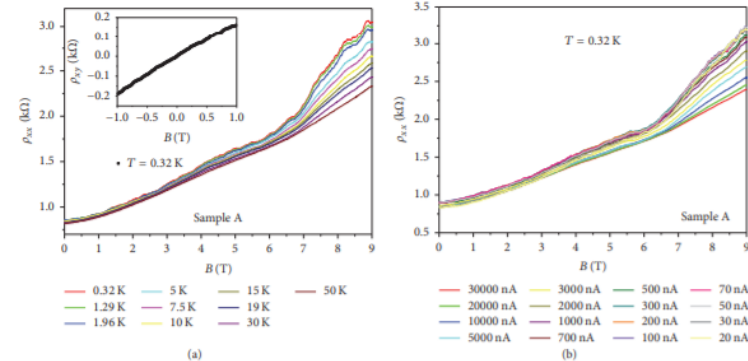 (a)
3.0
2.5
2.0
1.5
1.0
ρxx (kΩ)
0.2
0.1
0.0
−0.1
0.2
ρxy (kΩ)
−1.0 −0.5 0.0 0.5 1.0
B (T)
T = 0.32 K
Sample A
0 1 2 3 4 5 6 7 8 9
B (T)
0.32 K 5 K 15 K 50 K
1.29 K 7.5 K 19 K
1.96 K 10 K 30 K
(a)
3.5
3.0
2.5
2.0
1.5
1.0
0.5
ρxx (kΩ)
T = 0.32 K
Sample A
0 1 2 3 4 5 6 7 8 9
B (T)
30000 nA 3000 nA 500 nA 70 nA
20000 nA 2000 nA 300 nA 50 nA
10000 nA 1000 nA 200 nA 30 nA
5000 nA 700 nA 100 nA 20 nA
(b)